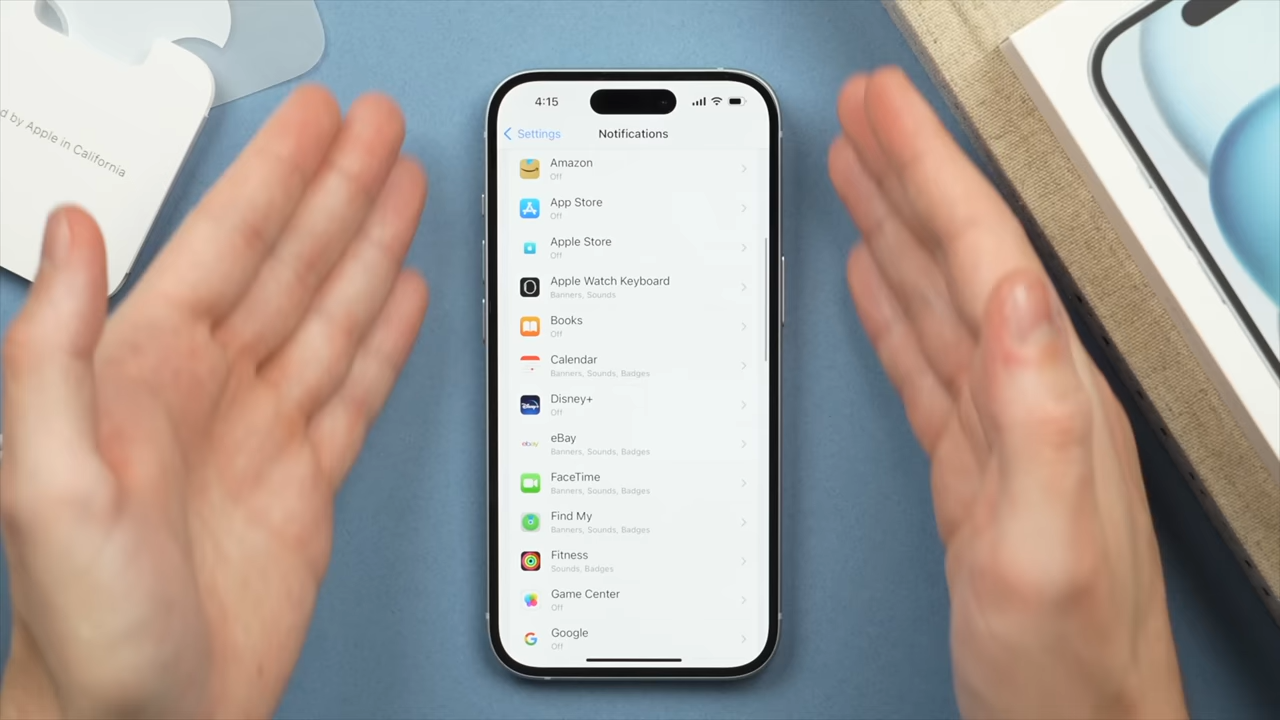 d by Apple in California
4:15
Settings
Notifications
Amazon
Off
App Store
Off
Apple Store
Off
Apple Watch Keyboard
Banners, Sounds
Books
Off
Calendar
Banners, Sounds, Badges
Disney+
Off
eBay
Banners, Sounds, Badges
FaceTime
Banners, Sounds, Badges
Find My
Banners, Sounds, Badges
Fitness
Sounds, Badges
Game Center
Off
Google
Off